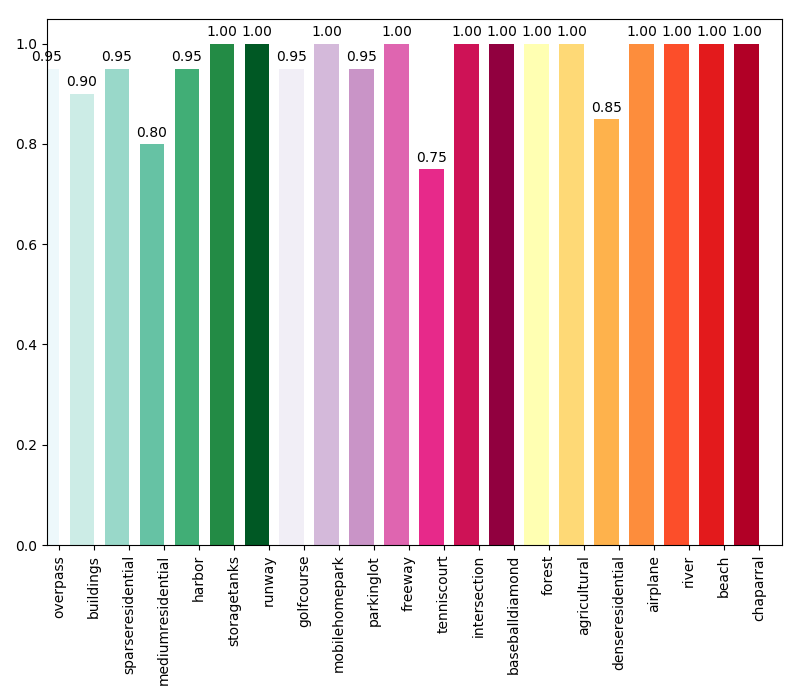 1.00 1.00 1.00 1.00 1.00 1.00 1.00 1.00 1.00 1.00 1.00 1.00
0.95 0.95 0.95 0.95 0.95
0.90
0.85
0.80
0.75
1.0
0.8
0.6
0.4
0.2
0.0
overpass
buildings
sparseresidential
mediumresidential
harbor
storagetanks
runway
golfcourse
mobilehomepark
parkinglot
freeway
tenniscourt
intersection
baseballdiamond
forest
agricultural
denseresidential
airplane
river
beach
chaparral